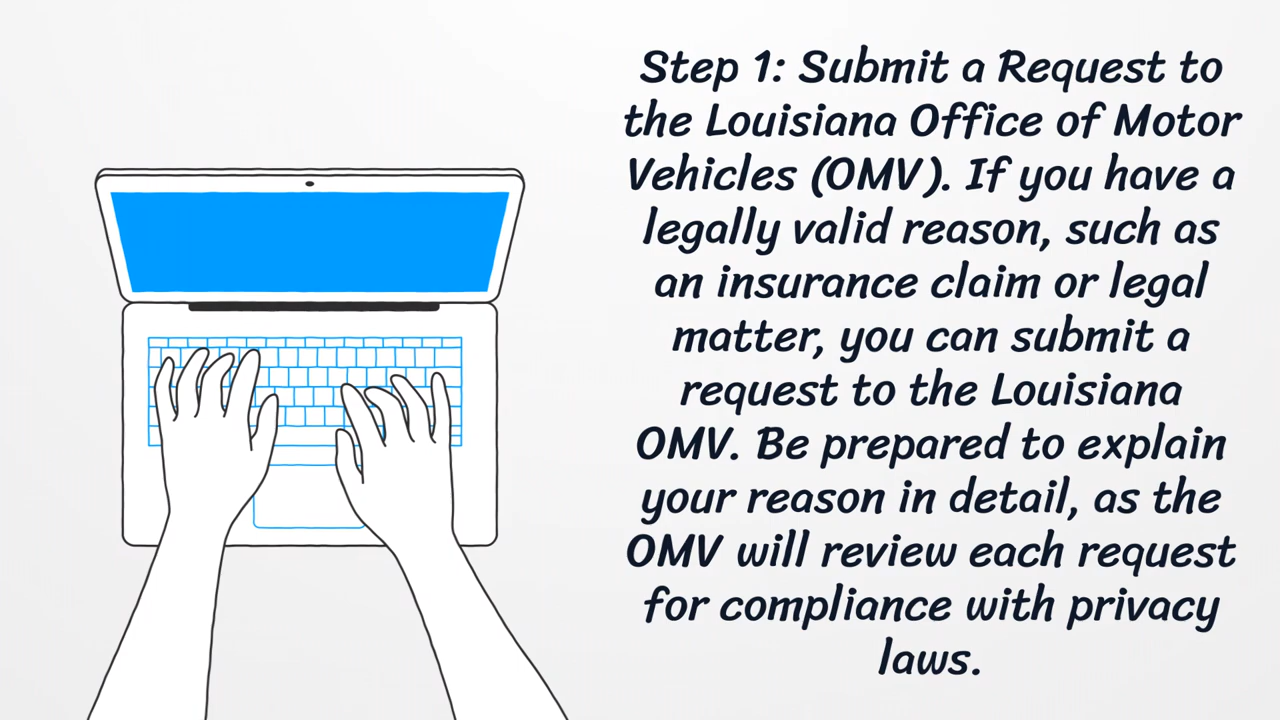 Step 1: Submit a Request to
the Louisiana Office of Motor
Vehicles (OMV). If you have a
legally valid reason, such as
an insurance claim or legal
matter, you can submit a
request to the Louisiana
OMV. Be prepared to explain
your reason in detail, as the
OMV will review each request
for compliance with privacy
laws.